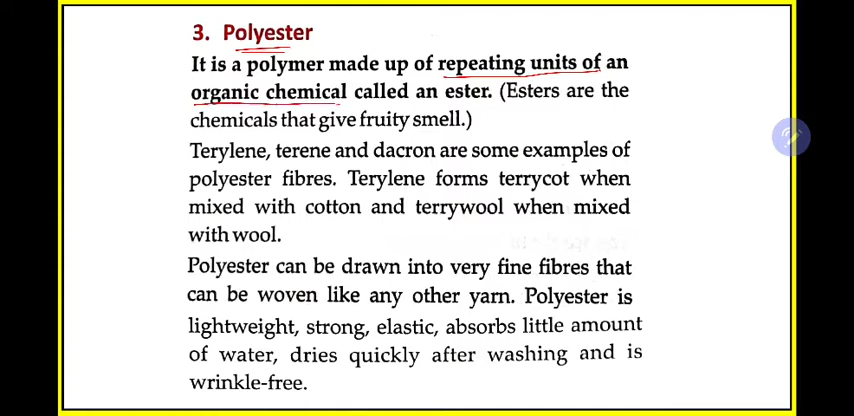 3. Polyester
It is a polymer made up of repeating units of an
organic chemical called an ester. (Esters are the
chemicals that give fruity smell.)
Terylene, terene and dacron are some examples of
polyester fibres. Terylene forms terrycot when
mixed with cotton and terrywool when mixed
with wool.
Polyester can be drawn into very fine fibres that
can be woven like any other yarn. Polyester is
lightweight, strong, elastic, absorbs little amount
of water, dries quickly after washing and is
wrinkle-free.